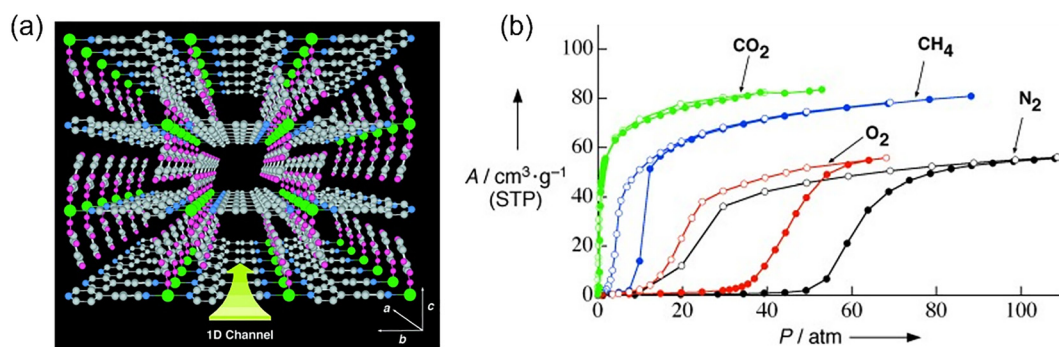 (a)
a
b
c
1D Channel
(b)
100
80
60
40
20
0
A / cm³·g⁻¹
(STP)
CO₂
CH₄
N₂
O₂
0 20 40 60 80 100
P / atm